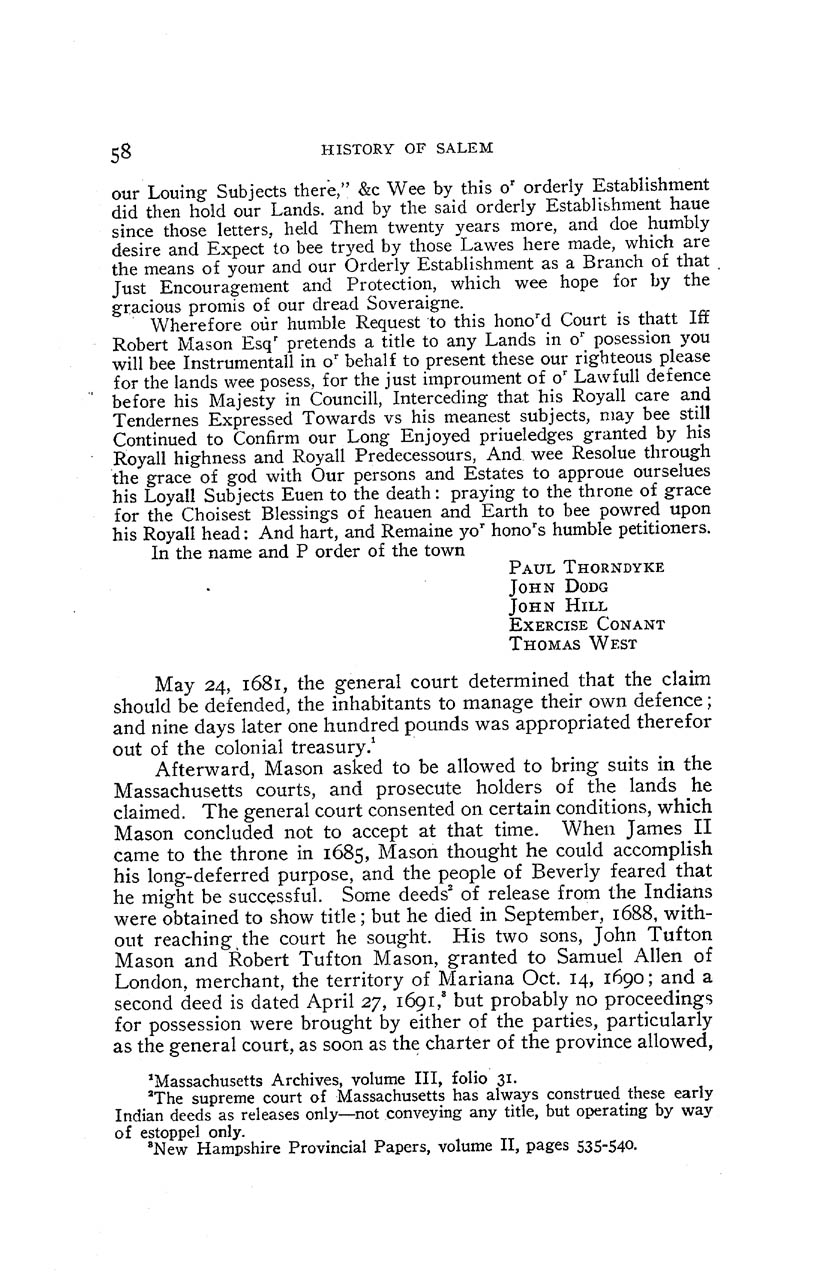 58 HISTORY OF SALEM
our Louing Subjects there," &c Wee by this oʳ orderly Establishment
did then hold our Lands. and by the said orderly Establishment haue
since those letters, held Them twenty years more, and doe humbly
desire and Expect to bee tryed by those Lawes here made, which are
the means of your and our Orderly Establishment as a Branch of that
Just Encouragement and Protection, which wee hope for by the
gracious promis of our dread Soveraigne.
Wherefore our humble Request to this honoʳd Court is thatt Iff
Robert Mason Esqʳ pretends a title to any Lands in oʳ posession you
will bee Instrumentall in oʳ behalf to present these our righteous please
for the lands wee posess, for the just improument of oʳ Lawfull defence
before his Majesty in Councill, Interceding that his Royall care and
Tendernes Expressed Towards vs his meanest subjects, may bee still
Continued to Confirm our Long Enjoyed priueledges granted by his
Royall highness and Royall Predecessours, And wee Resolue through
the grace of god with Our persons and Estates to approue ourselues
his Loyall Subjects Euen to the death: praying to the throne of grace
for the Choisest Blessings of heauen and Earth to bee powred upon
his Royall head: And hart, and Remaine yoʳ honoʳs humble petitioners.
In the name and P order of the town
PAUL THORNDYKE
JOHN DODG
JOHN HILL
EXERCISE CONANT
THOMAS WEST
May 24, 1681, the general court determined that the claim
should be defended, the inhabitants to manage their own defence;
and nine days later one hundred pounds was appropriated therefor
out of the colonial treasury.¹
Afterward, Mason asked to be allowed to bring suits in the
Massachusetts courts, and prosecute holders of the lands he
claimed. The general court consented on certain conditions, which
Mason concluded not to accept at that time. When James II
came to the throne in 1685, Mason thought he could accomplish
his long-deferred purpose, and the people of Beverly feared that
he might be successful. Some deeds² of release from the Indians
were obtained to show title; but he died in September, 1688, with-
out reaching the court he sought. His two sons, John Tufton
Mason and Robert Tufton Mason, granted to Samuel Allen of
London, merchant, the territory of Mariana Oct. 14, 1690; and a
second deed is dated April 27, 1691,³ but probably no proceedings
for possession were brought by either of the parties, particularly
as the general court, as soon as the charter of the province allowed,
¹Massachusetts Archives, volume III, folio 31.
²The supreme court of Massachusetts has always construed these early
Indian deeds as releases only—not conveying any title, but operating by way
of estoppel only.
³New Hampshire Provincial Papers, volume II, pages 535-540.